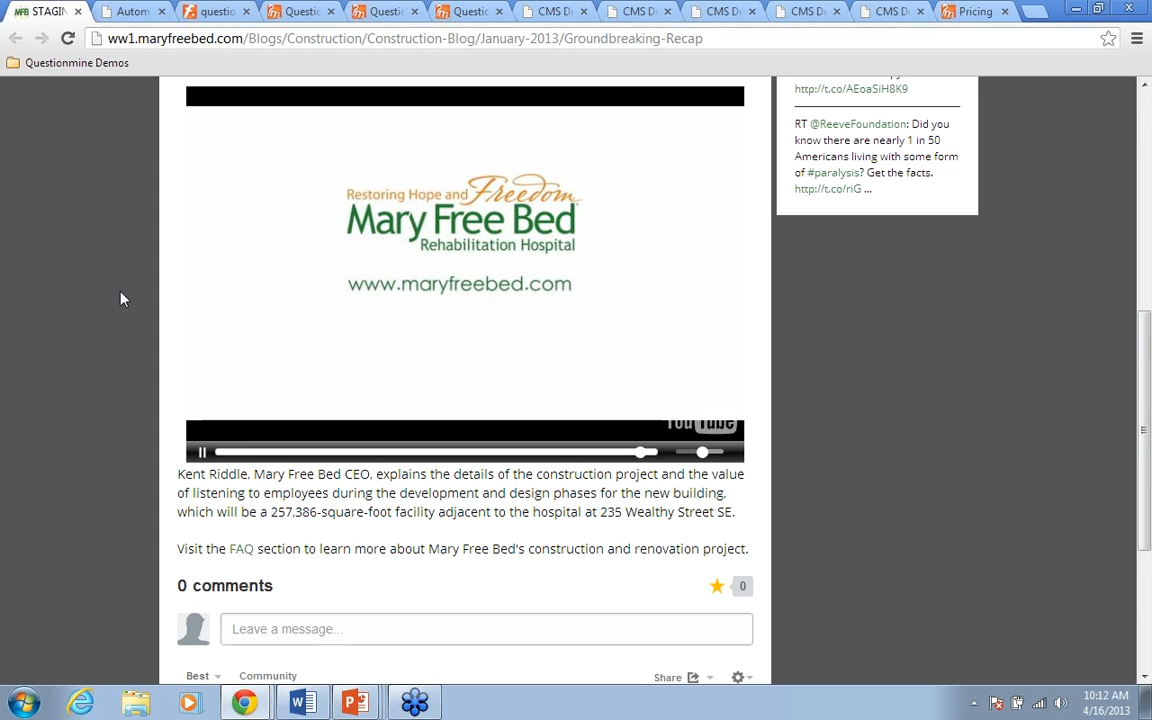 STAGIN
Autom
questio
Questic
Questic
Questic
CMS De
CMS De
CMS De
CMS De
CMS De
Pricing
ww1.maryfreebed.com/Blogs/Construction/Construction-Blog/January-2013/Groundbreaking-Recap
Questionmine Demos
http://t.co/AEoaSiH8K9
RT @ReeveFoundation: Did you
know there are nearly 1 in 50
Americans living with some form
of #paralysis? Get the facts.
http://t.co/riG ...
Restoring Hope and Freedom
Mary Free Bed
Rehabilitation Hospital
www.maryfreebed.com
YouTube
Kent Riddle, Mary Free Bed CEO, explains the details of the construction project and the value
of listening to employees during the development and design phases for the new building,
which will be a 257,386-square-foot facility adjacent to the hospital at 235 Wealthy Street SE.
Visit the FAQ section to learn more about Mary Free Bed's construction and renovation project.
0 comments
0
Leave a message...
Best
Community
Share
10:12 AM
4/16/2013